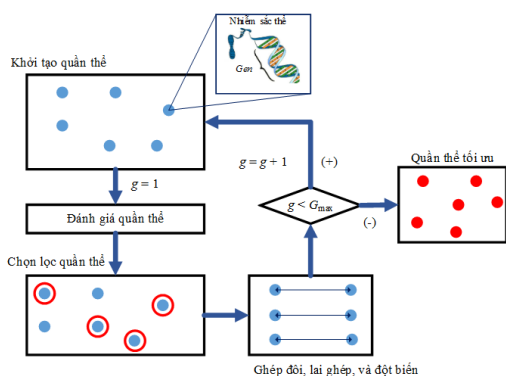 Nhiễm sắc thể
Gen
Khởi tạo quần thể
g = 1
g = g + 1
(+)
Quần thể tối ưu
Đánh giá quần thể
g < Gmax
(-)
Chọn lọc quần thể
Ghép đôi, lai ghép, và đột biến